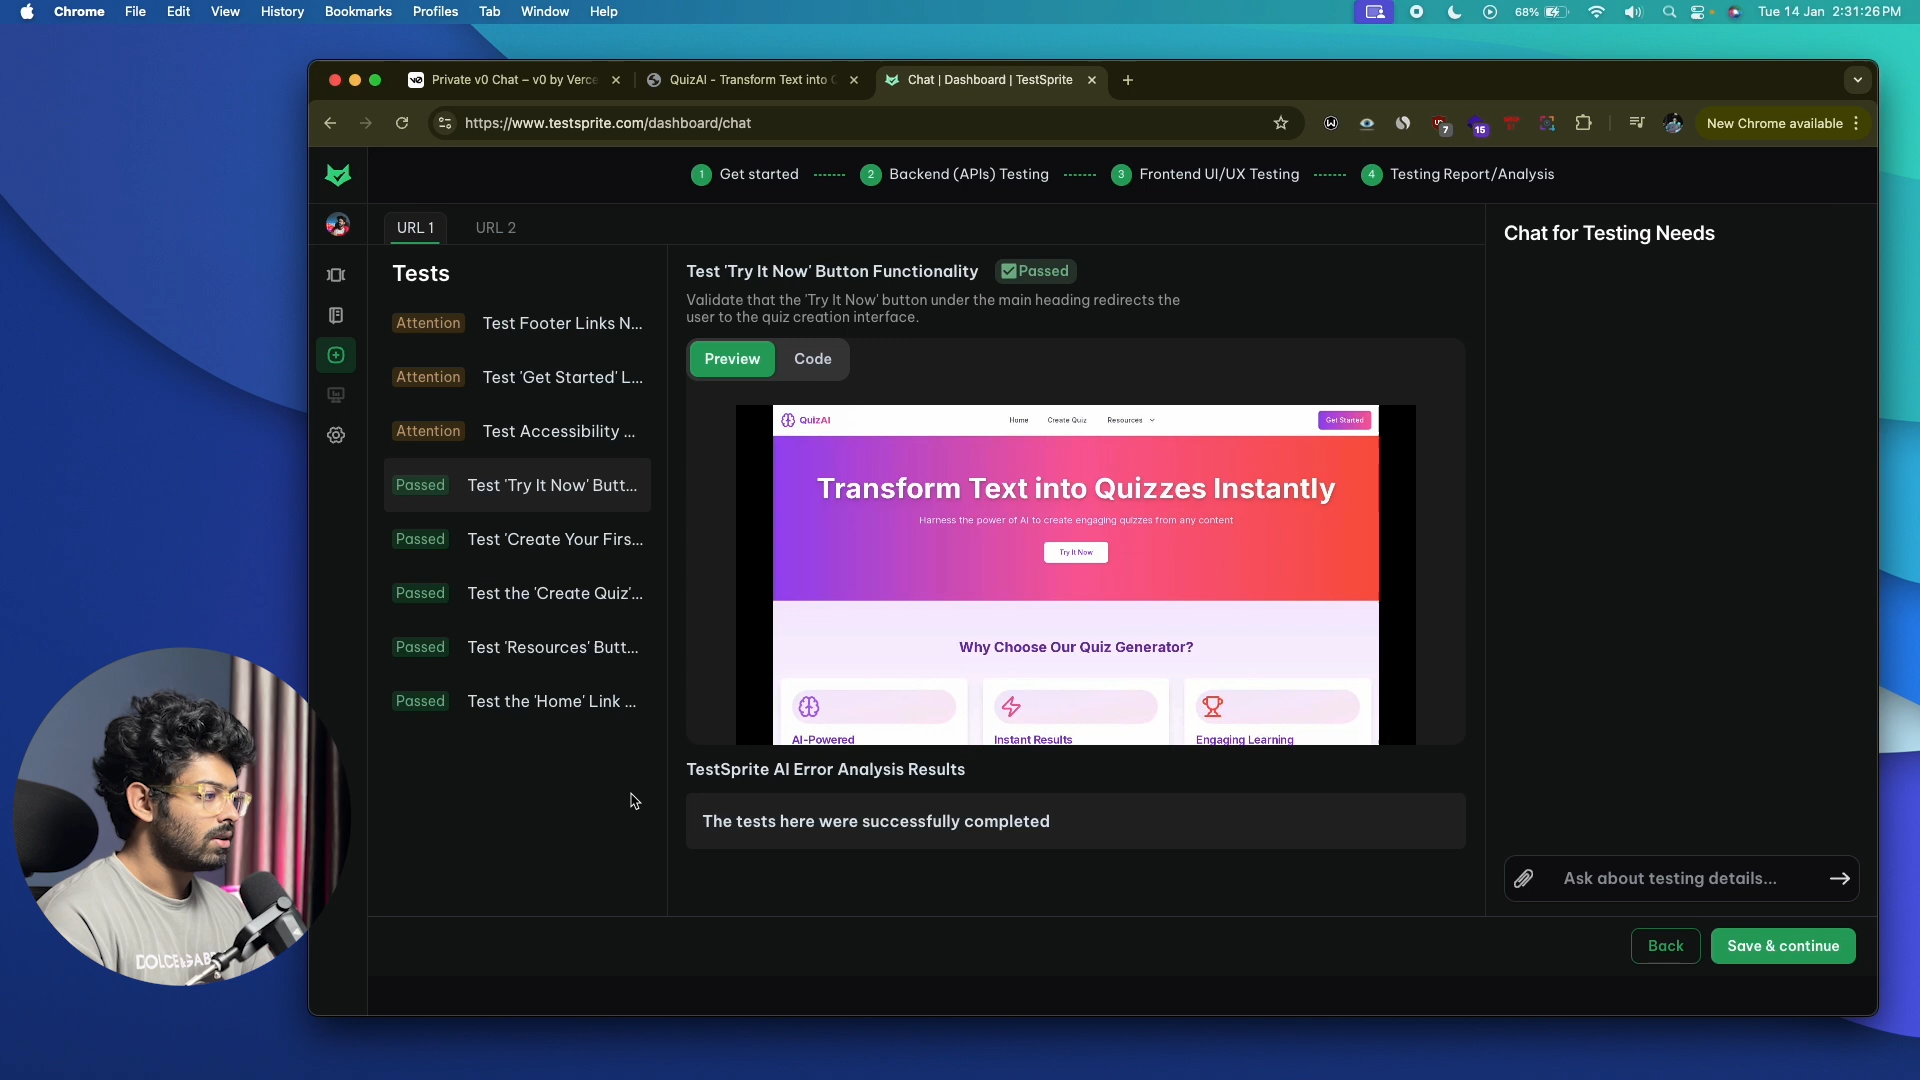 Chrome File Edit View History Bookmarks Profiles Tab Window Help
68% Tue 14 Jan 2:31:26 PM
v0 Private v0 Chat – v0 by Verce
QuizAI - Transform Text into
Chat | Dashboard | TestSprite
https://www.testsprite.com/dashboard/chat
7
15
New Chrome available
1 Get started
2 Backend (APIs) Testing
3 Frontend UI/UX Testing
4 Testing Report/Analysis
URL 1
URL 2
Tests
Attention Test Footer Links N...
Attention Test 'Get Started' L...
Attention Test Accessibility ...
Passed Test 'Try It Now' Butt...
Passed Test 'Create Your Firs...
Passed Test the 'Create Quiz'...
Passed Test 'Resources' Butt...
Passed Test the 'Home' Link ...
Test 'Try It Now' Button Functionality
Passed
Validate that the 'Try It Now' button under the main heading redirects the
user to the quiz creation interface.
Preview
Code
QuizAI
Home
Create Quiz
Resources
Get Started
Transform Text into Quizzes Instantly
Harness the power of AI to create engaging quizzes from any content
Try It Now
Why Choose Our Quiz Generator?
AI-Powered
Instant Results
Engaging Learning
TestSprite AI Error Analysis Results
The tests here were successfully completed
Chat for Testing Needs
Ask about testing details...
Back
Save & continue
DOLCE&GAB